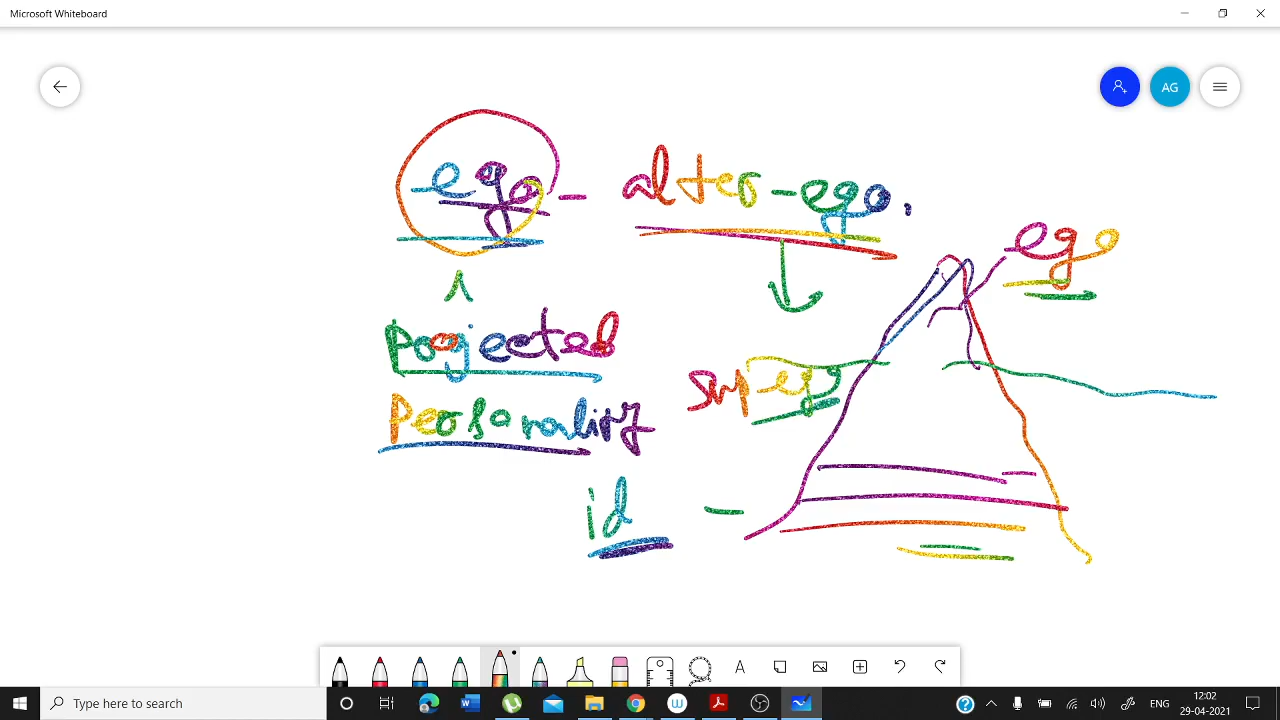 Microsoft Whiteboard
AG
ego - alter-ego.
ego
Projected
Personality
super
id -
A
Type here to search
ENG
12:02
29-04-2021